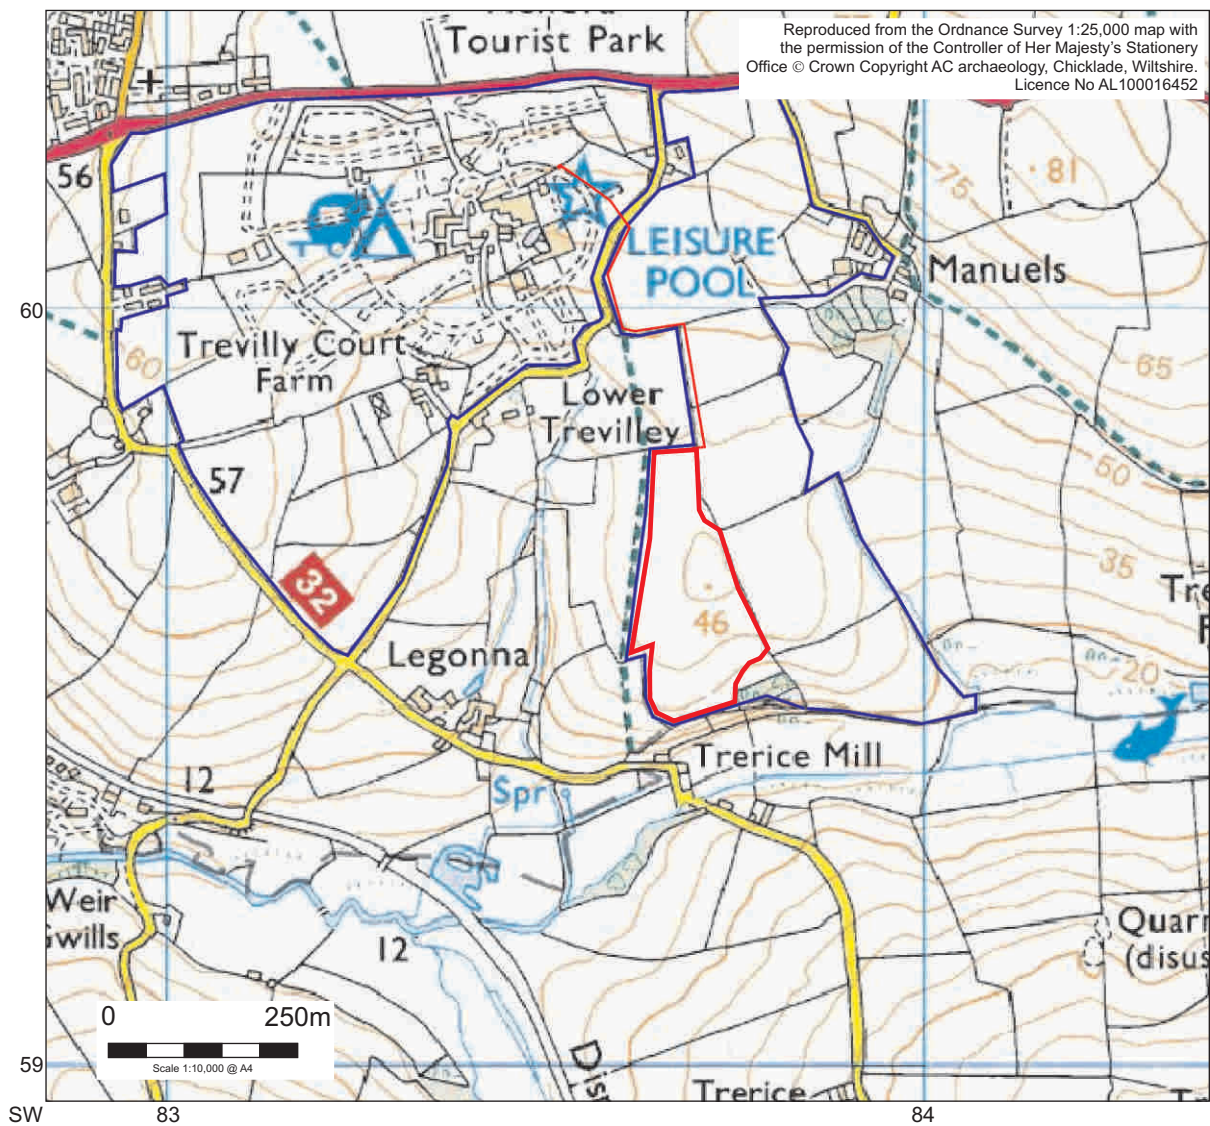 Tourist Park
Reproduced from the Ordnance Survey 1:25,000 map with
the permission of the Controller of Her Majesty's Stationery
Office © Crown Copyright AC archaeology, Chicklade, Wiltshire.
Licence No AL100016452
56
75
81
LEISURE
POOL
Manuels
60
Trevilly Court
Farm
60
65
Lower
Trevilley
57
50
32
35
46
Tre
F
Legonna
20
Trerice Mill
12
Spr
Weir
Gwills
12
Quarr
(disus
0 250m
Scale 1:10,000 @ A4
59
Dis
Trerice
SW 83 84